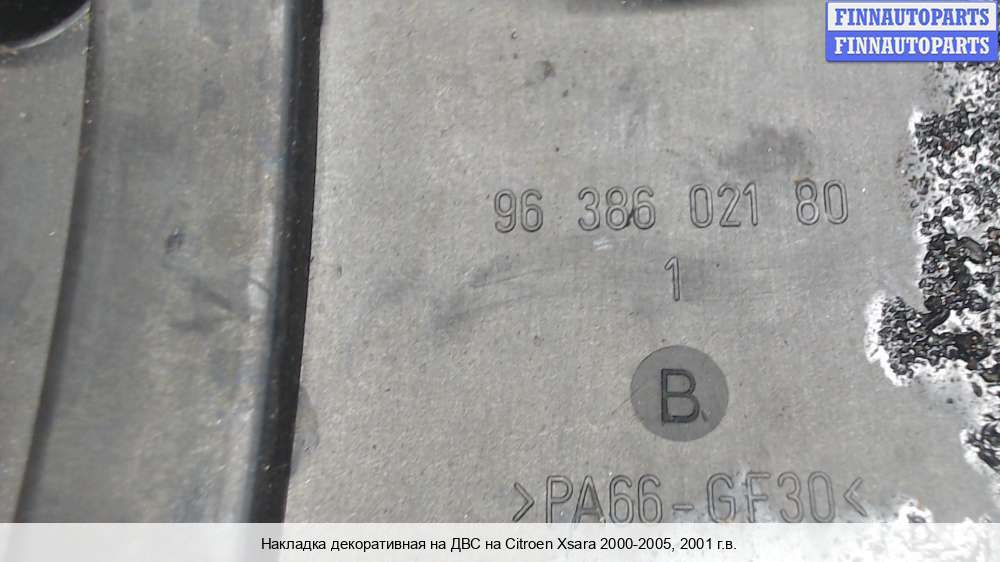 FINNAUTOPARTS
FINNAUTOPARTS
96 386 021 80
1
B
>PA66-GF30<
Накладка декоративная на ДВС на Citroen Xsara 2000-2005, 2001 г.в.